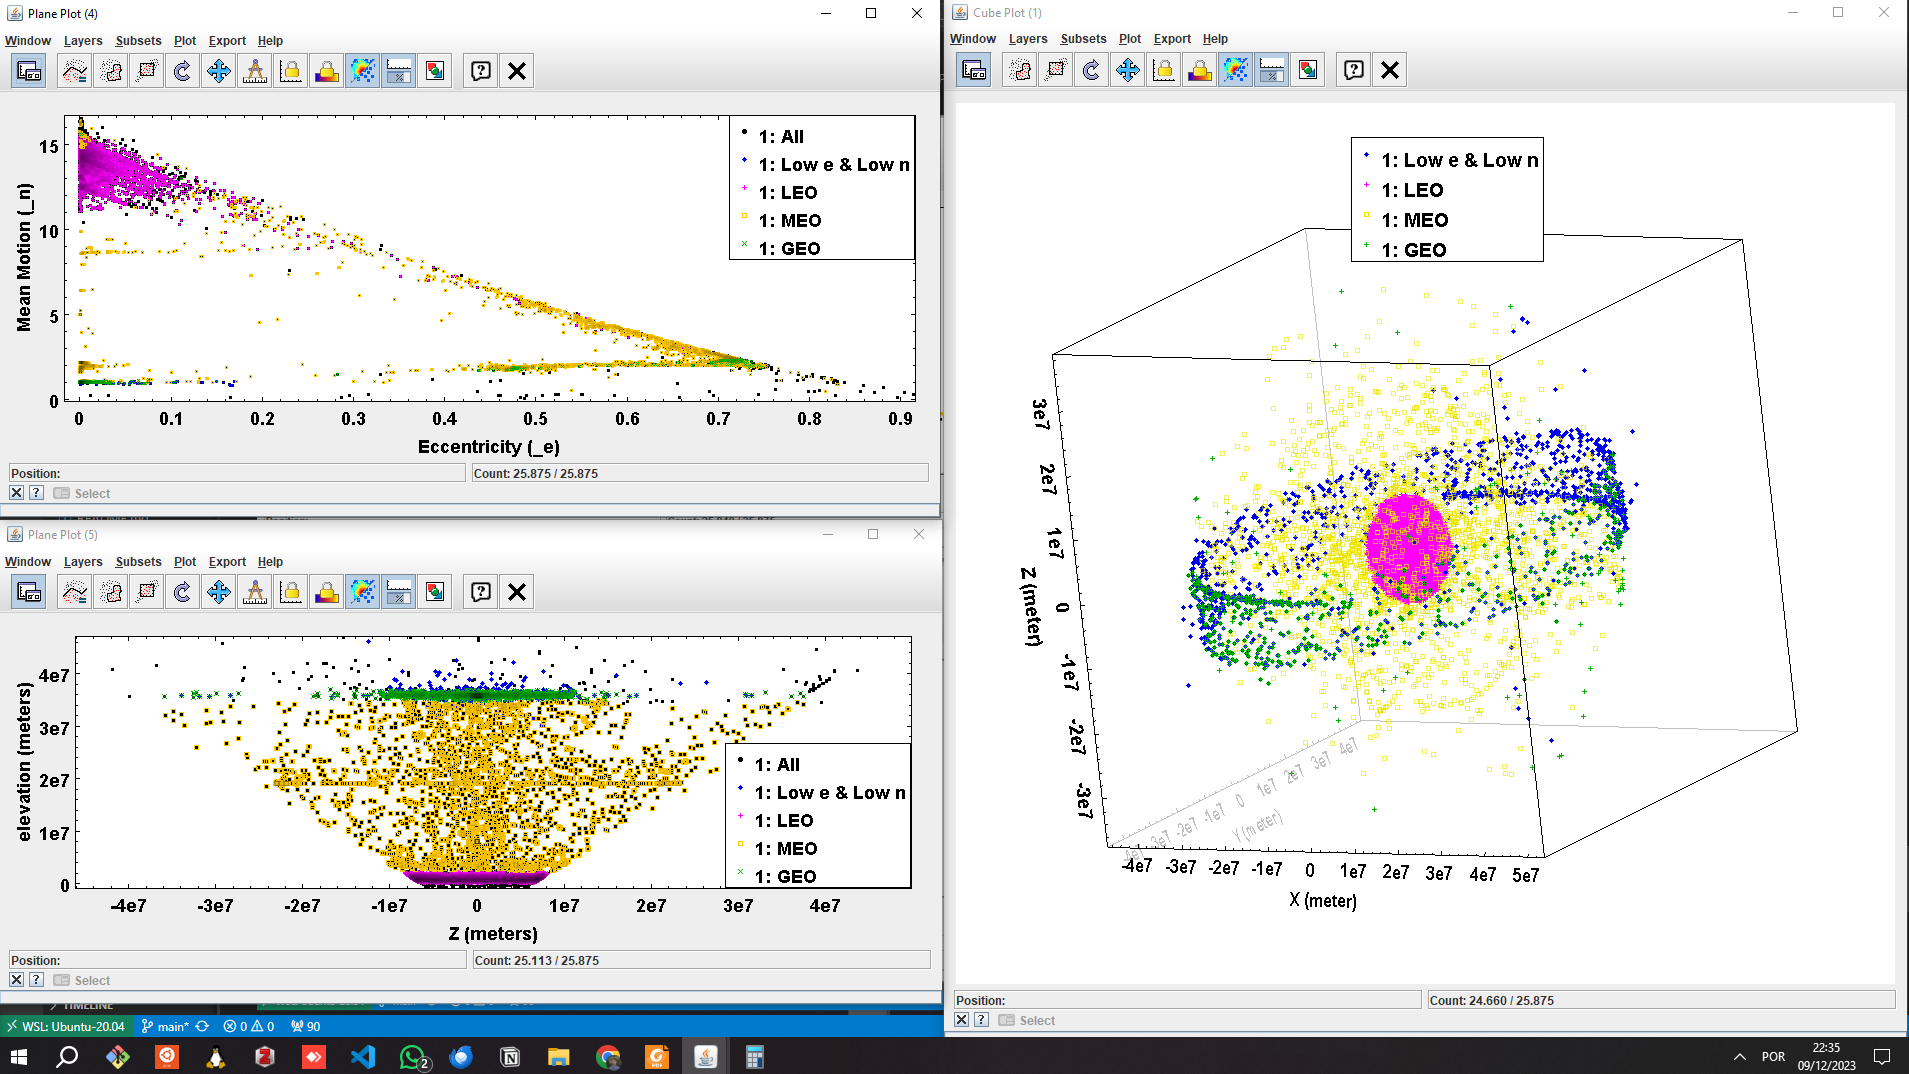 Plane Plot (4)
Window Layers Subsets Plot Export Help
1: All
1: Low e & Low n
1: LEO
1: MEO
1: GEO
15
10
5
0
Mean Motion (_n)
0 0.1 0.2 0.3 0.4 0.5 0.6 0.7 0.8 0.9
Eccentricity (_e)
Position:
Count: 25.875 / 25.875
Select
Plane Plot (5)
Window Layers Subsets Plot Export Help
4e7
3e7
2e7
1e7
0
elevation (meters)
1: All
1: Low e & Low n
1: LEO
1: MEO
1: GEO
-4e7 -3e7 -2e7 -1e7 0 1e7 2e7 3e7 4e7
Z (meters)
Position:
Count: 25.113 / 25.875
Select
TIMELINE
WSL: Ubuntu-20.04 main* 0 0 90
Cube Plot (1)
Window Layers Subsets Plot Export Help
1: Low e & Low n
1: LEO
1: MEO
1: GEO
3e7
2e7
1e7
0
-1e7
-2e7
-3e7
Z (meter)
-4e7 -3e7 -2e7 -1e7 0 1e7 2e7 3e7 4e7
Y (meter)
-4e7 -3e7 -2e7 -1e7 0 1e7 2e7 3e7 4e7 5e7
X (meter)
Position:
Count: 24.660 / 25.875
Select
2
PDF
POR
22:35
09/12/2023